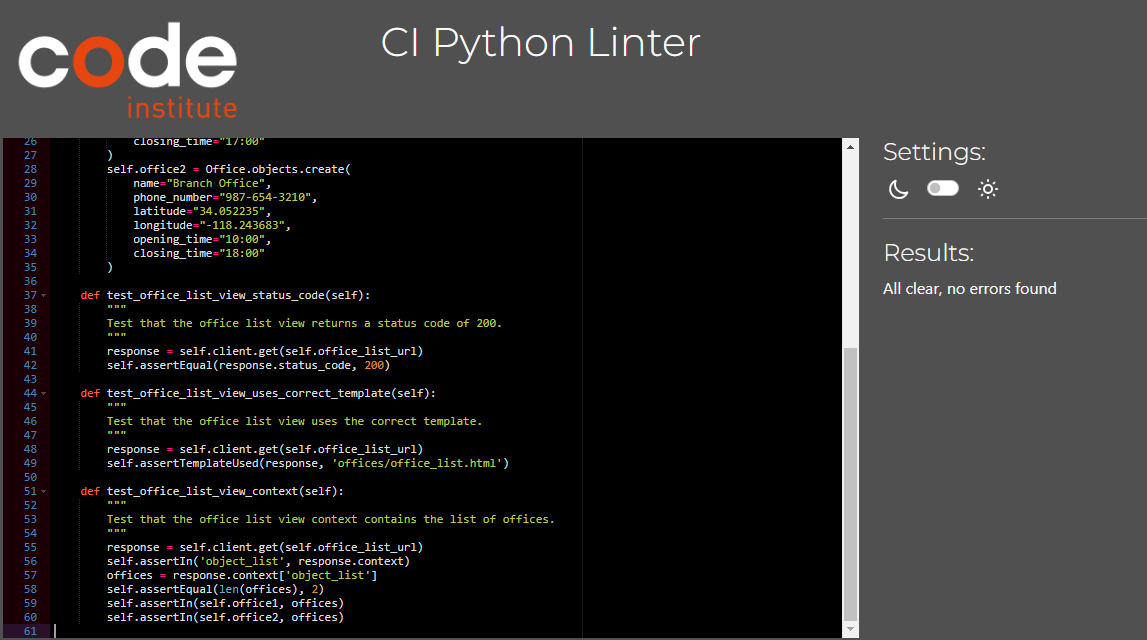 code
institute
CI Python Linter
26 closing_time="17:00"
27 )
28 self.office2 = Office.objects.create(
29 name="Branch Office",
30 phone_number="987-654-3210",
31 latitude="34.052235",
32 longitude="-118.243683",
33 opening_time="10:00",
34 closing_time="18:00"
35 )
36
37 def test_office_list_view_status_code(self):
38 """
39 Test that the office list view returns a status code of 200.
40 """
41 response = self.client.get(self.office_list_url)
42 self.assertEqual(response.status_code, 200)
43
44 def test_office_list_view_uses_correct_template(self):
45 """
46 Test that the office list view uses the correct template.
47 """
48 response = self.client.get(self.office_list_url)
49 self.assertTemplateUsed(response, 'offices/office_list.html')
50
51 def test_office_list_view_context(self):
52 """
53 Test that the office list view context contains the list of offices.
54 """
55 response = self.client.get(self.office_list_url)
56 self.assertIn('object_list', response.context)
57 offices = response.context['object_list']
58 self.assertEqual(len(offices), 2)
59 self.assertIn(self.office1, offices)
60 self.assertIn(self.office2, offices)
61
Settings:
Results:
All clear, no errors found